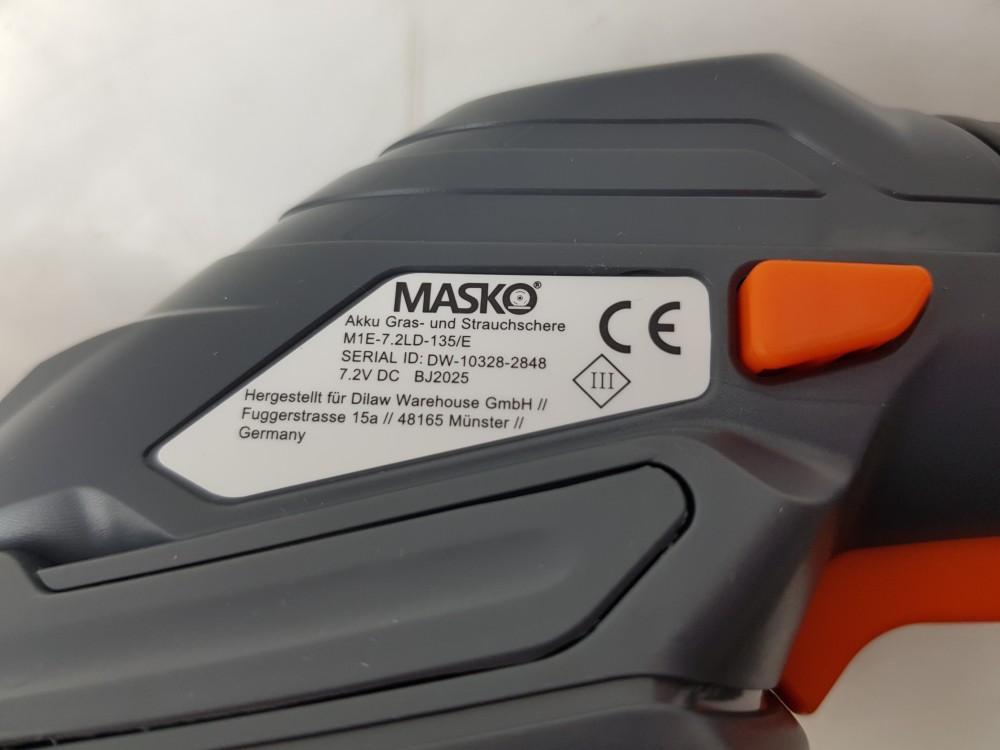 MASKO®
Akku Gras- und Strauchschere
M1E-7.2LD-135/E
SERIAL ID: DW-10328-2848
7.2V DC BJ2025
Hergestellt für Dilaw Warehouse GmbH //
Fuggerstrasse 15a // 48165 Münster //
Germany
CE
III